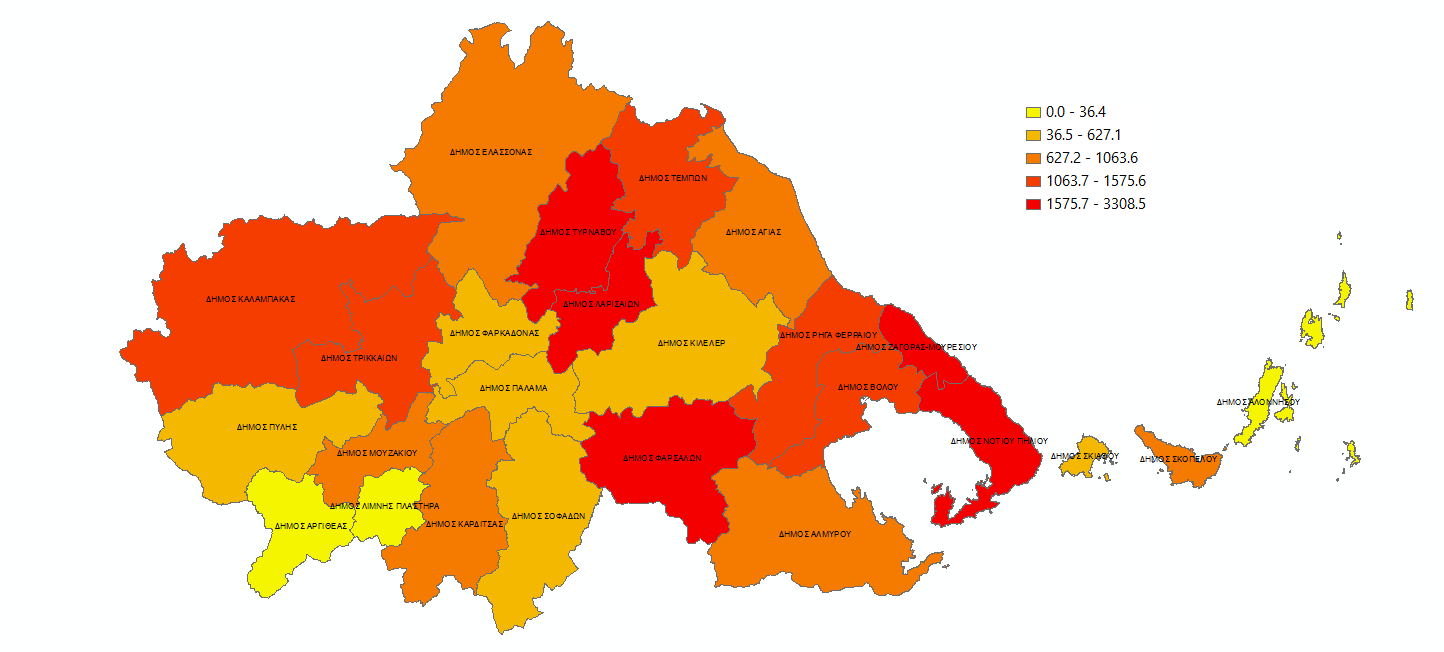 0.0 - 36.4
36.5 - 627.1
627.2 - 1063.6
1063.7 - 1575.6
1575.7 - 3308.5
ΔΗΜΟΣ ΕΛΑΣΣΟΝΑΣ
ΔΗΜΟΣ ΤΕΜΠΩΝ
ΔΗΜΟΣ ΤΥΡΝΑΒΟΥ
ΔΗΜΟΣ ΑΓΙΑΣ
ΔΗΜΟΣ ΚΑΛΑΜΠΑΚΑΣ
ΔΗΜΟΣ ΛΑΡΙΣΑΙΩΝ
ΔΗΜΟΣ ΦΑΡΚΑΔΟΝΑΣ
ΔΗΜΟΣ ΡΗΓΑ ΦΕΡΡΑΙΟΥ
ΔΗΜΟΣ ΚΙΛΕΛΕΡ
ΔΗΜΟΣ ΖΑΓΟΡΑΣ-ΜΟΥΡΕΣΙΟΥ
ΔΗΜΟΣ ΤΡΙΚΚΑΙΩΝ
ΔΗΜΟΣ ΠΑΛΑΜΑ
ΔΗΜΟΣ ΒΟΛΟΥ
ΔΗΜΟΣ ΑΛΟΝΝΗΣΟΥ
ΔΗΜΟΣ ΠΥΛΗΣ
ΔΗΜΟΣ ΝΟΤΙΟΥ ΠΗΛΙΟΥ
ΔΗΜΟΣ ΜΟΥΖΑΚΙΟΥ
ΔΗΜΟΣ ΣΚΙΑΘΟΥ
ΔΗΜΟΣ ΦΑΡΣΑΛΩΝ
ΔΗΜΟΣ ΣΚΟΠΕΛΟΥ
ΔΗΜΟΣ ΛΙΜΝΗΣ ΠΛΑΣΤΗΡΑ
ΔΗΜΟΣ ΣΟΦΑΔΩΝ
ΔΗΜΟΣ ΑΡΓΙΘΕΑΣ
ΔΗΜΟΣ ΚΑΡΔΙΤΣΑΣ
ΔΗΜΟΣ ΑΛΜΥΡΟΥ